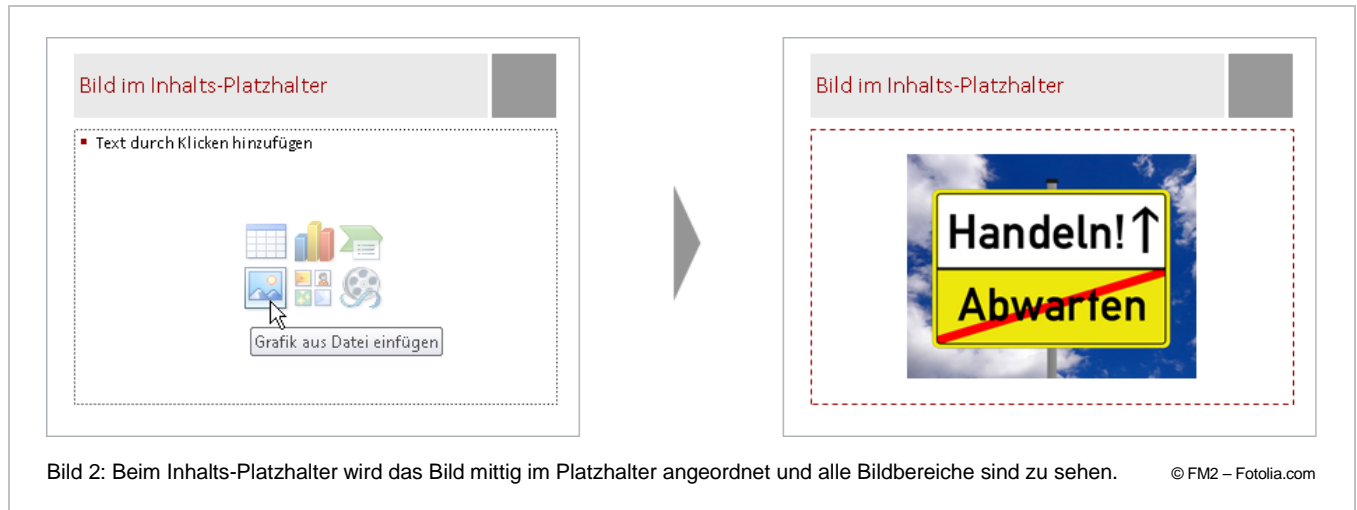 Bild im Inhalts-Platzhalter
Text durch Klicken hinzufügen
Grafik aus Datei einfügen
Bild im Inhalts-Platzhalter
Handeln!↑
Abwarten
Bild 2: Beim Inhalts-Platzhalter wird das Bild mittig im Platzhalter angeordnet und alle Bildbereiche sind zu sehen. © FM2 – Fotolia.com